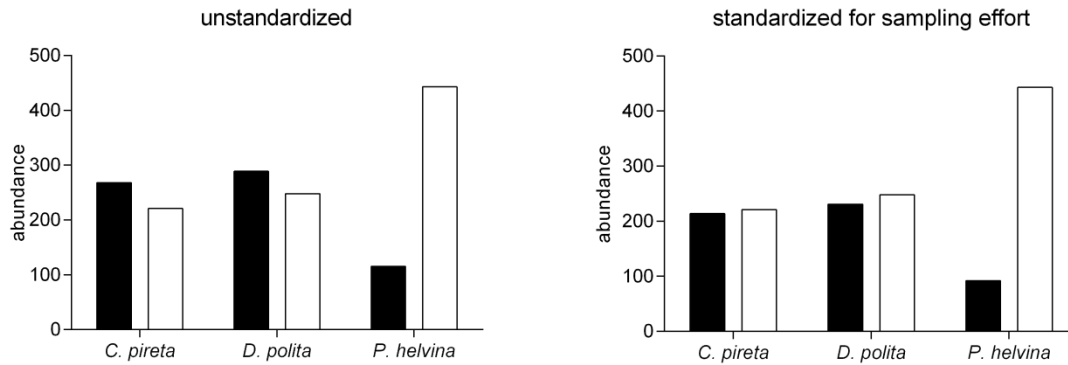 unstandardized
500
400
300
200
100
0
abundance
C. pireta D. polita P. helvina
standardized for sampling effort
500
400
300
200
100
0
abundance
C. pireta D. polita P. helvina